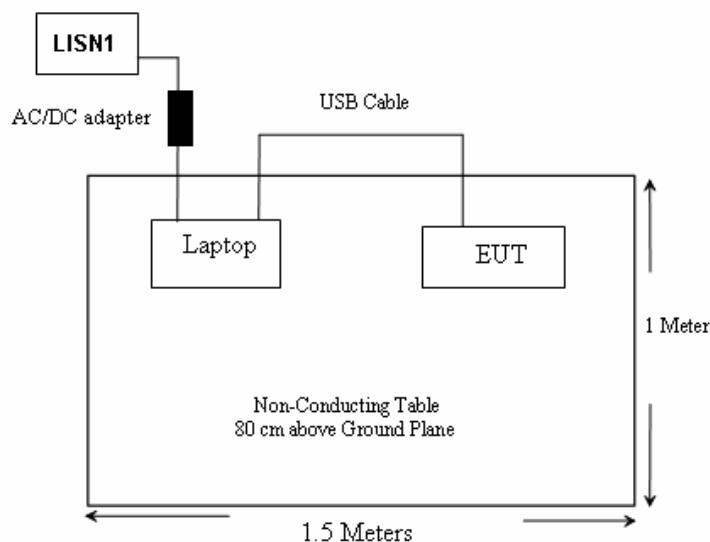 LISN1
AC/DC adapter
USB Cable
Laptop
EUT
1 Meter
Non-Conducting Table
80 cm above Ground Plane
1.5 Meters